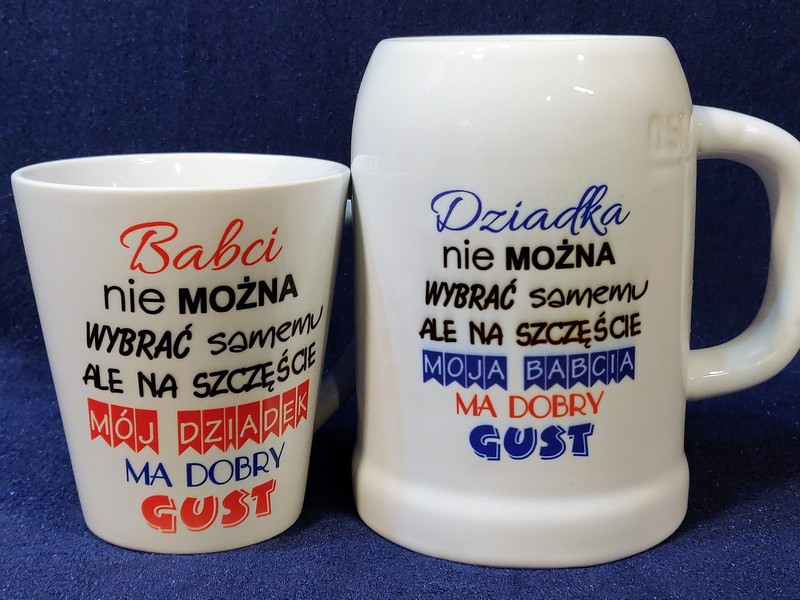 Babci
nie MOŻNA
WYBRAĆ samemu
ALE NA SZCZĘŚCIE
MÓJ DZIADEK
MA DOBRY
GUST
Dziadka
nie MOŻNA
WYBRAĆ samemu
ALE NA SZCZĘŚCIE
MOJA BABCIA
MA DOBRY
GUST